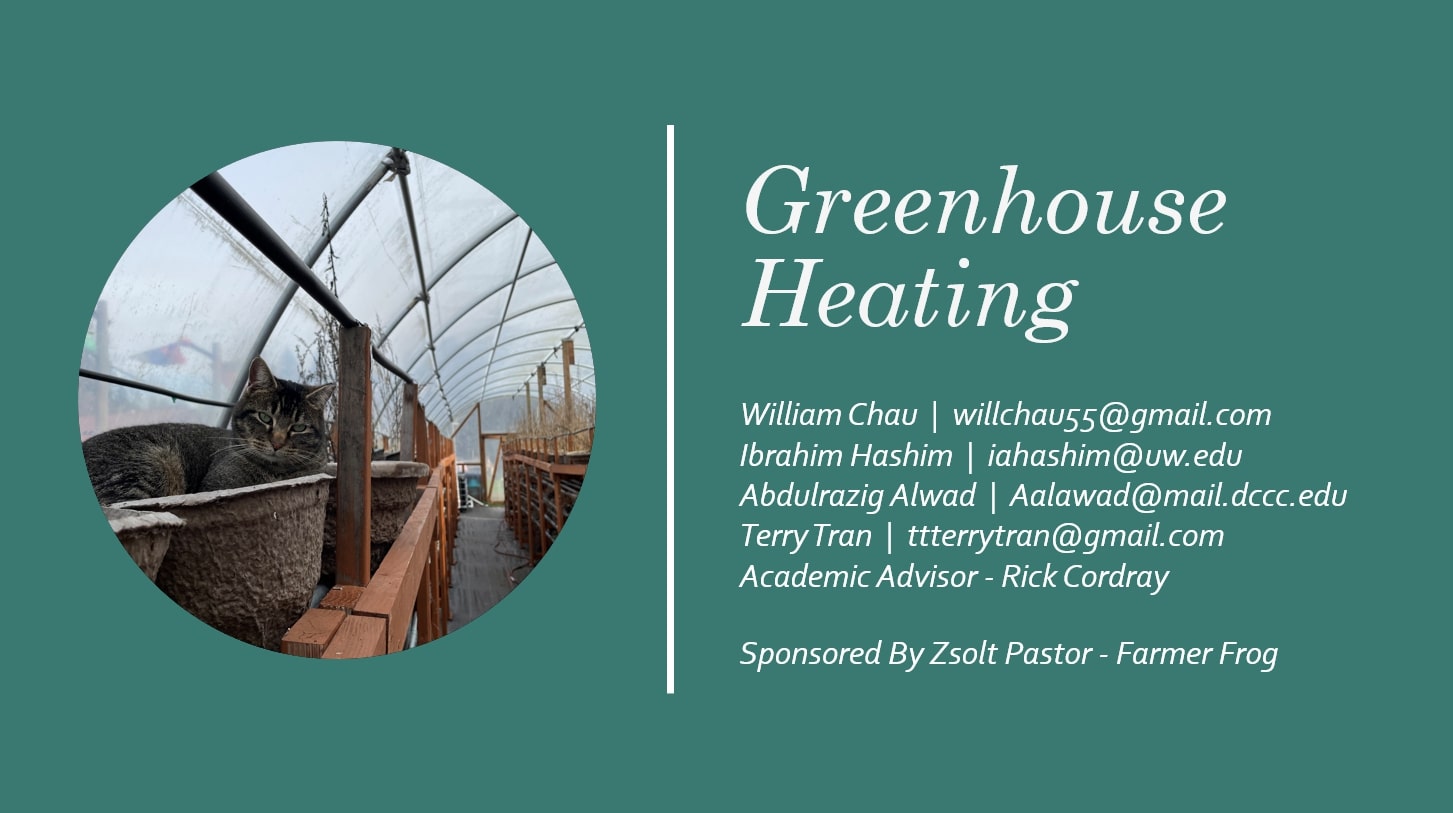 Greenhouse
Heating
William Chau | willchau55@gmail.com
Ibrahim Hashim | iahashim@uw.edu
Abdulrazig Alwad | Aalawad@mail.dccc.edu
Terry Tran | ttterrytran@gmail.com
Academic Advisor - Rick Cordray
Sponsored By Zsolt Pastor - Farmer Frog